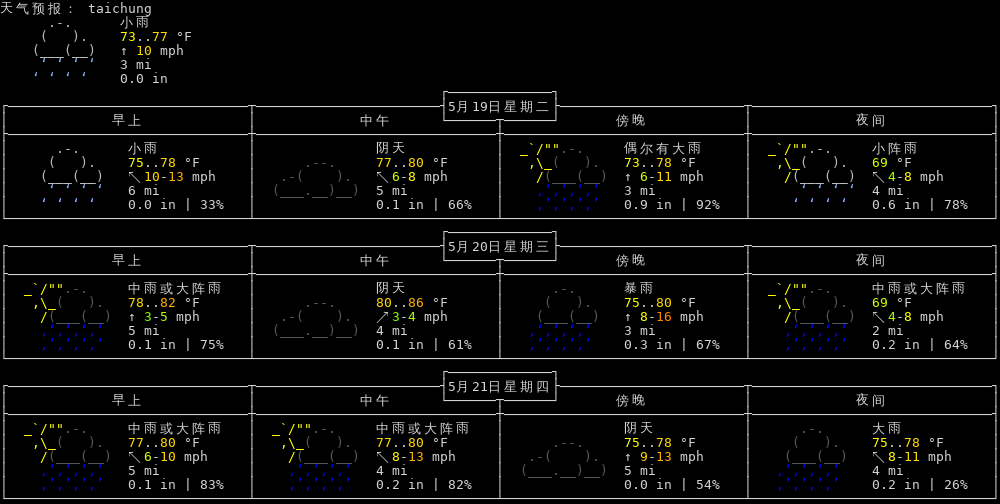 天气预报： taichung
小雨
73..77 °F
↑ 10 mph
3 mi
0.0 in
5月19日星期二
早上 中午 傍晚 夜间
小雨 阴天 偶尔有大雨 小阵雨
75..78 °F 77..80 °F 73..78 °F 69 °F
↖ 10-13 mph ↖ 6-8 mph ↑ 6-11 mph ↖ 4-8 mph
6 mi 5 mi 3 mi 4 mi
0.0 in | 33% 0.1 in | 66% 0.9 in | 92% 0.6 in | 78%
5月20日星期三
早上 中午 傍晚 夜间
中雨或大阵雨 阴天 暴雨 中雨或大阵雨
78..82 °F 80..86 °F 75..80 °F 69 °F
↑ 3-5 mph ↗ 3-4 mph ↑ 8-16 mph ↖ 4-8 mph
5 mi 4 mi 3 mi 2 mi
0.1 in | 75% 0.1 in | 61% 0.3 in | 67% 0.2 in | 64%
5月21日星期四
早上 中午 傍晚 夜间
中雨或大阵雨 中雨或大阵雨 阴天 大雨
77..80 °F 77..80 °F 75..78 °F 75..78 °F
↖ 6-10 mph ↖ 8-13 mph ↑ 9-13 mph ↖ 8-11 mph
5 mi 4 mi 5 mi 4 mi
0.1 in | 83% 0.2 in | 82% 0.0 in | 54% 0.2 in | 26%